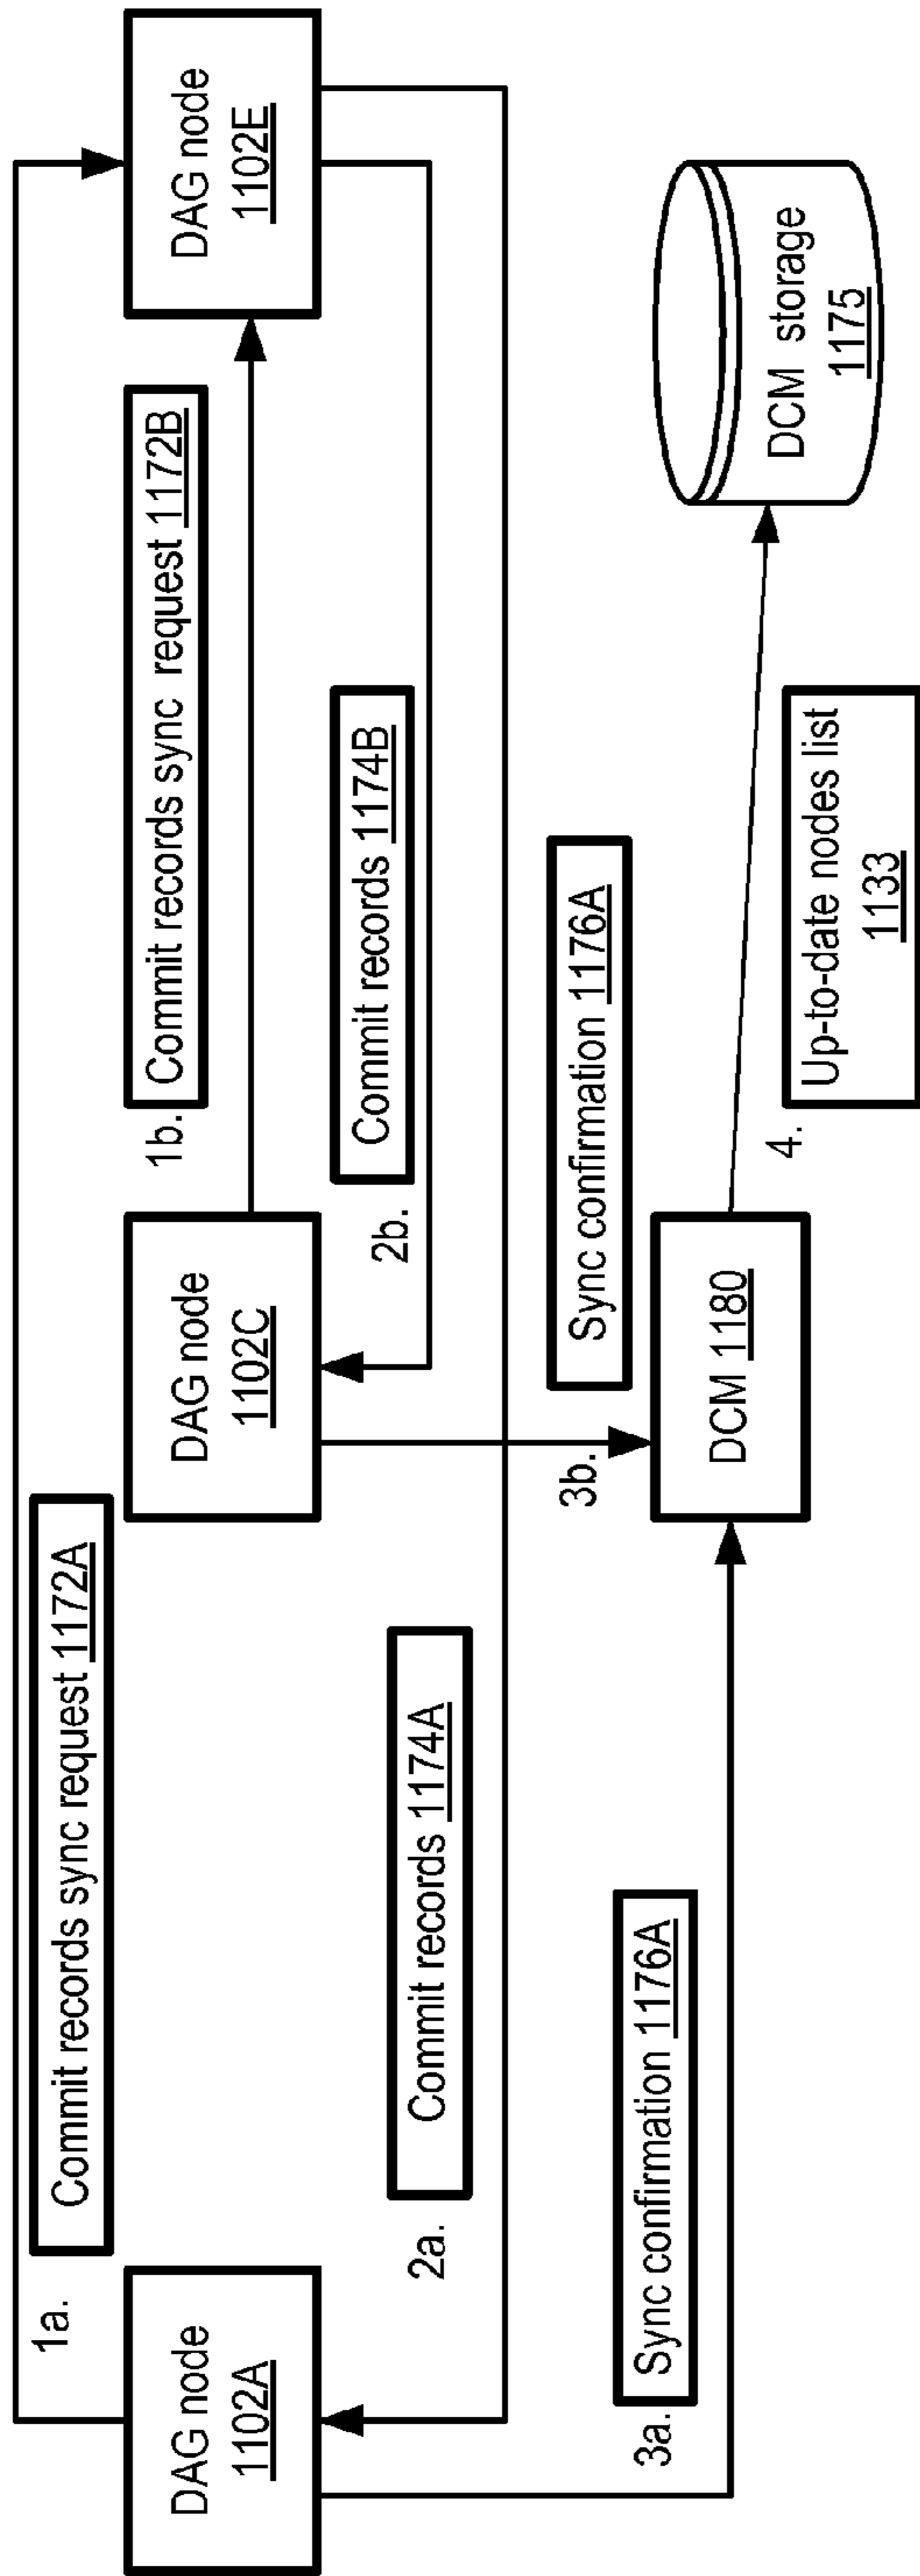 1a.
Commit records sync request 1172A
1b.
Commit records sync request 1172B
DAG node
1102A
DAG node
1102C
DAG node
1102E
2a.
Commit records 1174A
2b.
Commit records 1174B
3a.
Sync confirmation 1176A
3b.
Sync confirmation 1176A
DCM 1180
DCM storage
1175
4.
Up-to-date nodes list
1133